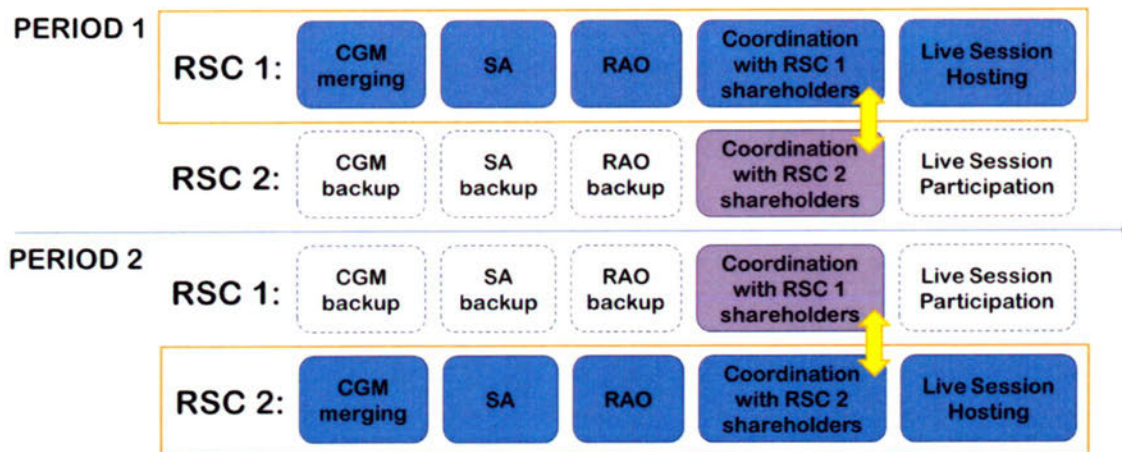 PERIOD 1
RSC 1:
CGM
merging
SA
RAO
Coordination
with RSC 1
shareholders
Live Session
Hosting
RSC 2:
CGM
backup
SA
backup
RAO
backup
Coordination
with RSC 2
shareholders
Live Session
Participation
PERIOD 2
RSC 1:
CGM
backup
SA
backup
RAO
backup
Coordination
with RSC 1
shareholders
Live Session
Participation
RSC 2:
CGM
merging
SA
RAO
Coordination
with RSC 2
shareholders
Live Session
Hosting